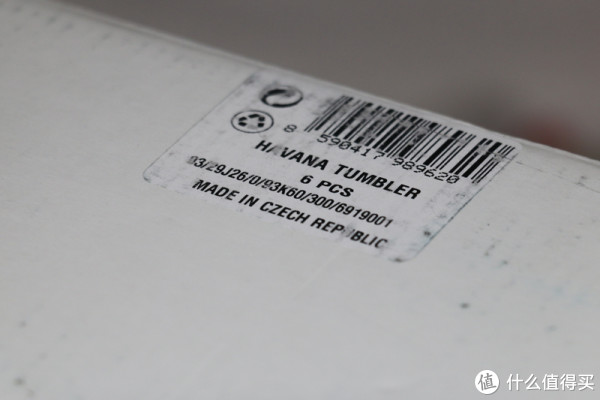 8 590417 989620
HAVANA TUMBLER
6 PCS
93/29J26/0/93K60/300/6919001
MADE IN CZECH REPUBLIC
值 什么值得买